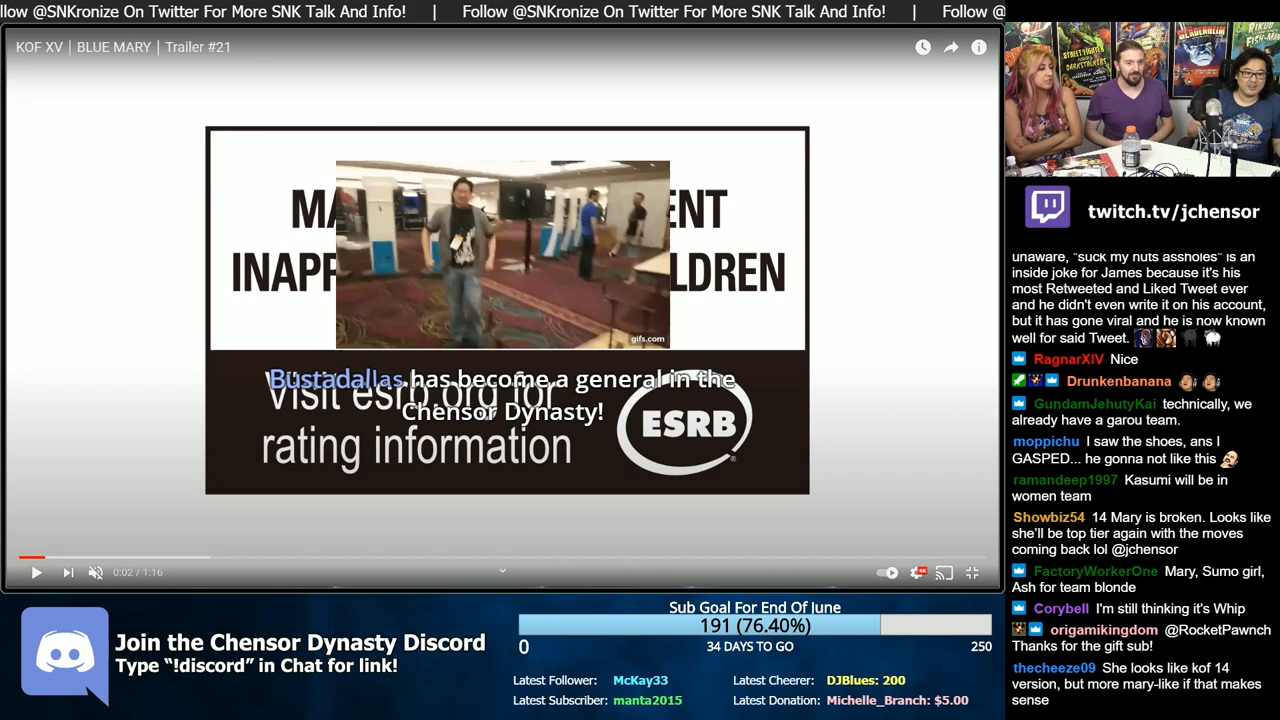 llow @SNKronize On Twitter For More SNK Talk And Info! | Follow @SNKronize On Twitter For More SNK Talk And Info! | Follow @
KOF XV | BLUE MARY | Trailer #21
MA ENT
INAPP LDREN
gifs.com
Bustadallas has become a general in the
Chensor Dynasty!
Visit esrb.org for
rating information
ESRB
0:02 / 1:16
4K
STREET FIGHTER
DARKSTALKERS
twitch.tv/jchensor
unaware, "suck my nuts assholes" is an
inside joke for James because it's his
most Retweeted and Liked Tweet ever
and he didn't even write it on his account,
but it has gone viral and he is now known
well for said Tweet.
RagnarXIV Nice
Drunkenbanana
GundamJehutyKai technically, we
already have a garou team.
moppichu I saw the shoes, ans I
GASPED... he gonna not like this
ramandeep1997 Kasumi will be in
women team
Showbiz54 14 Mary is broken. Looks like
she'll be top tier again with the moves
coming back lol @jchensor
FactoryWorkerOne Mary, Sumo girl,
Ash for team blonde
Corybell I'm still thinking it's Whip
origamikingdom @RocketPawnch
Thanks for the gift sub!
thecheeze09 She looks like kof 14
version, but more mary-like if that makes
sense
Join the Chensor Dynasty Discord
Type "!discord" in Chat for link!
Sub Goal For End Of June
191 (76.40%)
0 34 DAYS TO GO 250
Latest Follower: McKay33 Latest Cheerer: DJBlues: 200
Latest Subscriber: manta2015 Latest Donation: Michelle_Branch: $5.00